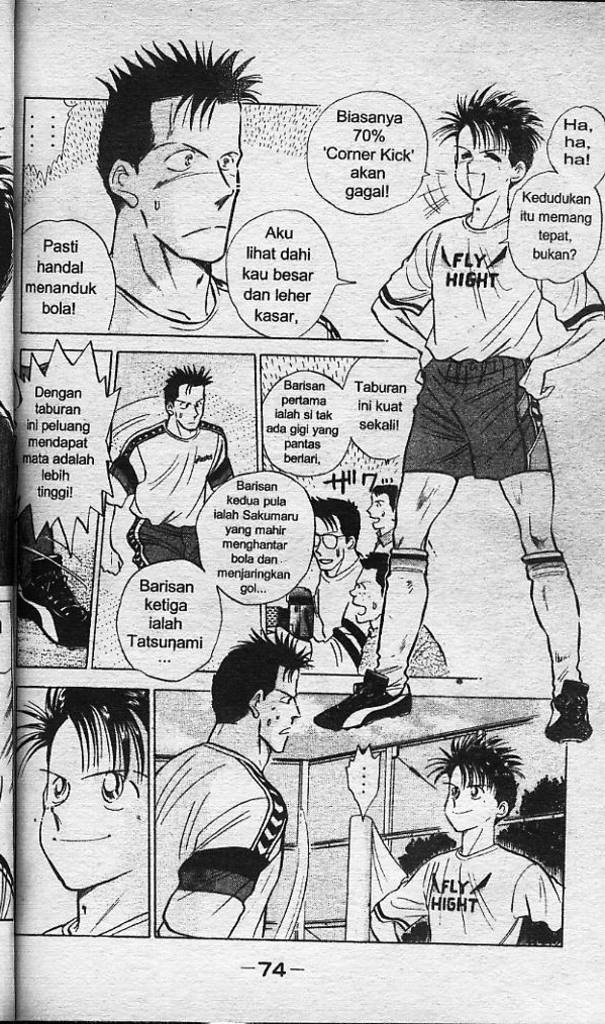 Biasanya
70%
'Corner Kick'
akan
gagal!
Ha,
ha,
ha!
Kedudukan
itu memang
tepat,
bukan?
Aku
lihat dahi
kau besar
dan leher
kasar,
Pasti
handal
menanduk
bola!
FLY
HIGHT
Taburan
ini kuat
sekali!
Barisan
pertama
ialah si tak
ada gigi yang
pantas
berlari,
Barisan
kedua pula
ialah Sakumaru
yang mahir
menghantar
bola dan
menjaringkan
gol...
Barisan
ketiga
ialah
Tatsunami
...
Dengan
taburan
ini peluang
mendapat
mata adalah
lebih
tinggi!
FLY
HIGHT
-74-